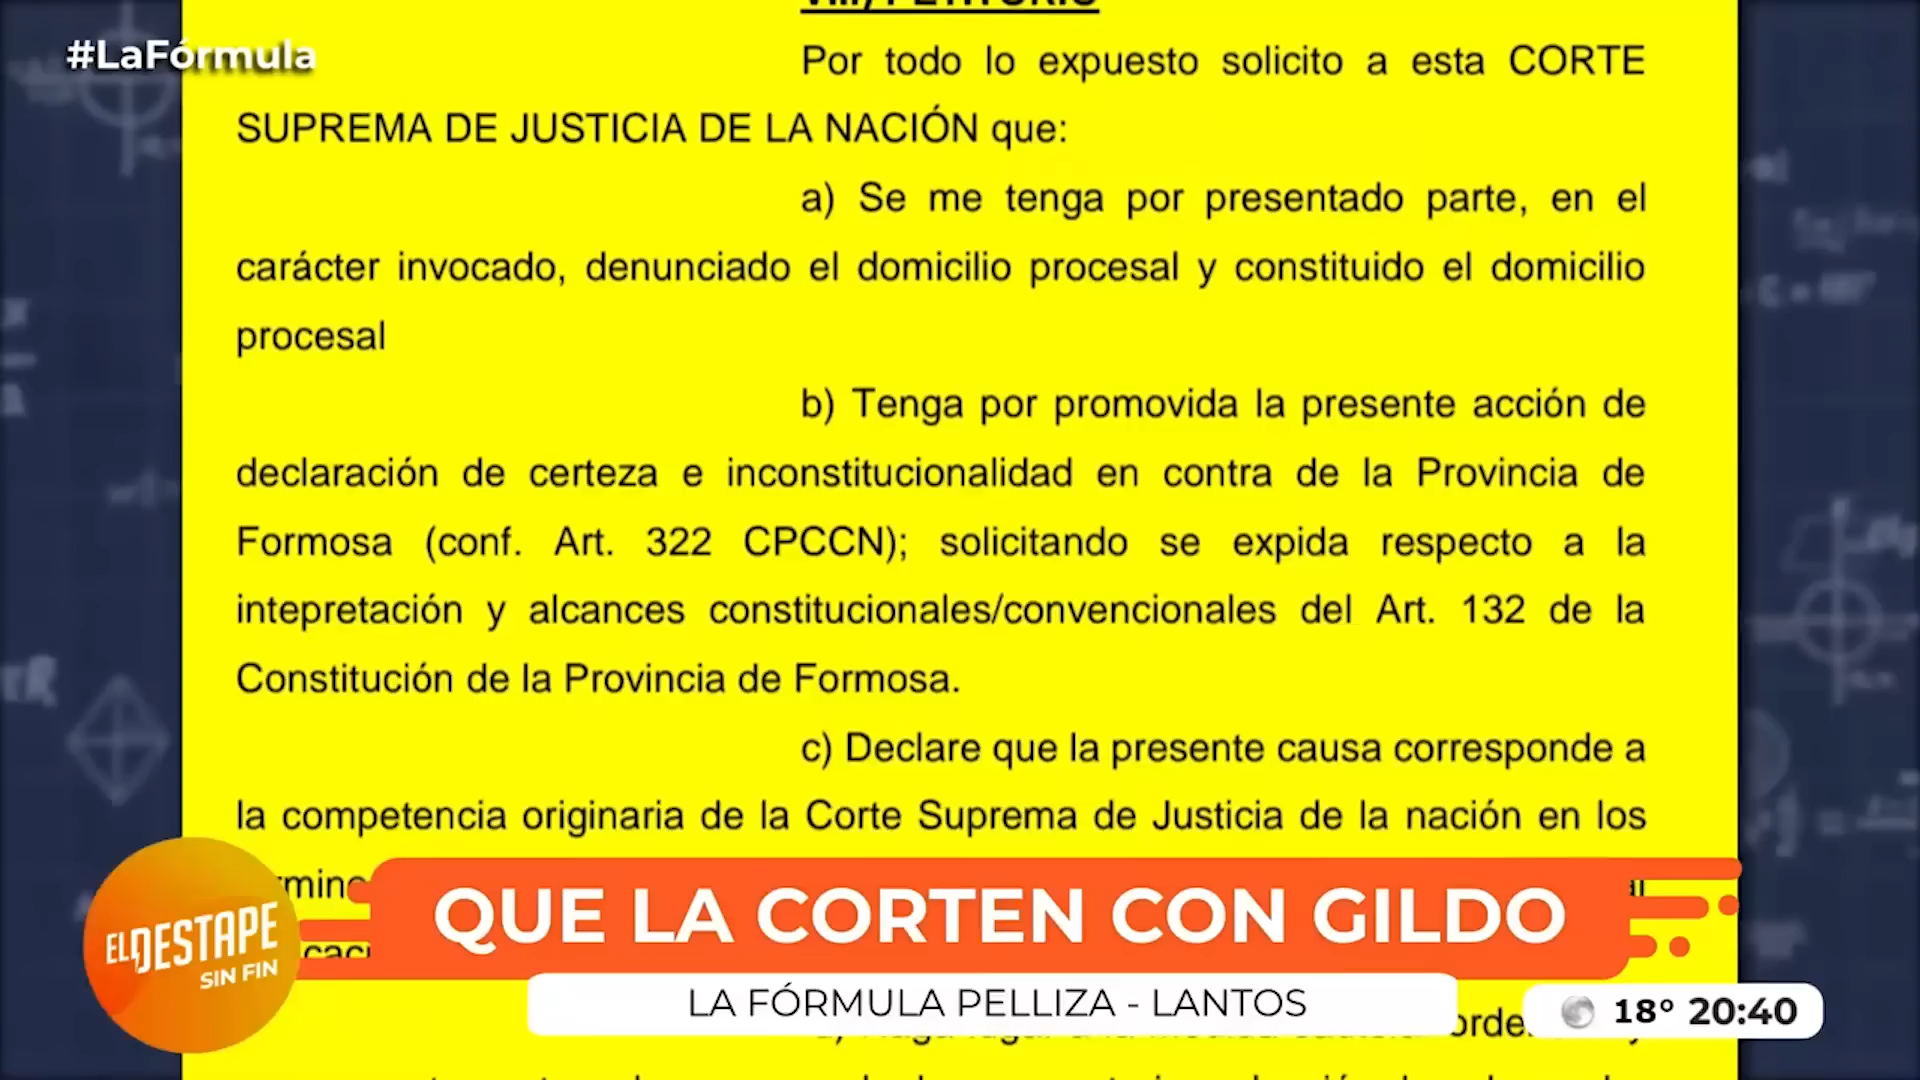 #LaFórmula
VIII) PETITORIO
Por todo lo expuesto solicito a esta CORTE
SUPREMA DE JUSTICIA DE LA NACIÓN que:
a) Se me tenga por presentado parte, en el
carácter invocado, denunciado el domicilio procesal y constituido el domicilio
procesal
b) Tenga por promovida la presente acción de
declaración de certeza e inconstitucionalidad en contra de la Provincia de
Formosa (conf. Art. 322 CPCCN); solicitando se expida respecto a la
intepretación y alcances constitucionales/convencionales del Art. 132 de la
Constitución de la Provincia de Formosa.
c) Declare que la presente causa corresponde a
la competencia originaria de la Corte Suprema de Justicia de la nación en los
QUE LA CORTEN CON GILDO
EL DESTAPE
SIN FIN
LA FÓRMULA PELLIZA - LANTOS
18° 20:40